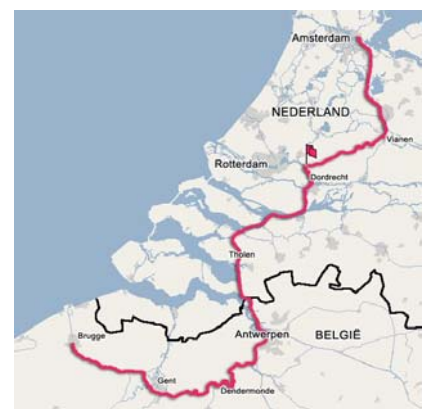 Amsterdam
NEDERLAND
Vianen
Rotterdam
Dordrecht
Tholen
Antwerpen
BELGIË
Brugge
Gent
Dendermonde